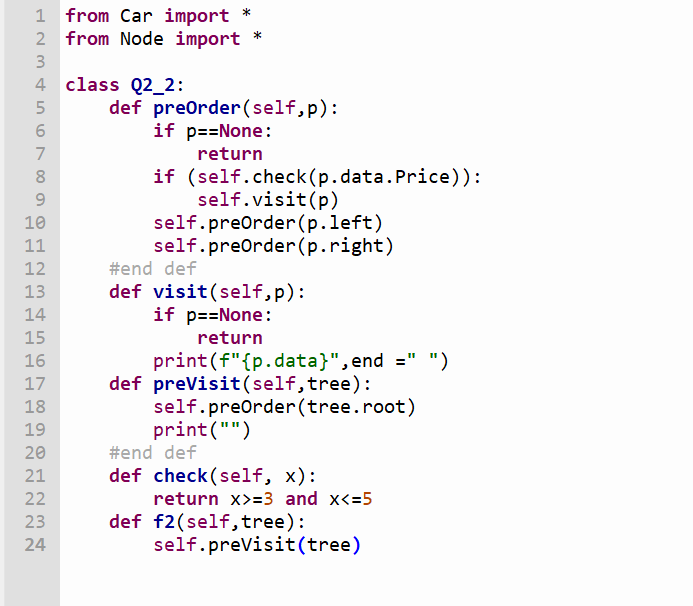 1 from Car import *
2 from Node import *
3
4 class Q2_2:
5     def preOrder(self,p):
6         if p==None:
7             return
8         if (self.check(p.data.Price)):
9             self.visit(p)
10         self.preOrder(p.left)
11         self.preOrder(p.right)
12     #end def
13     def visit(self,p):
14         if p==None:
15             return
16         print(f"{p.data}",end =" ")
17     def preVisit(self,tree):
18         self.preOrder(tree.root)
19         print("")
20     #end def
21     def check(self, x):
22         return x>=3 and x<=5
23     def f2(self,tree):
24         self.preVisit(tree)